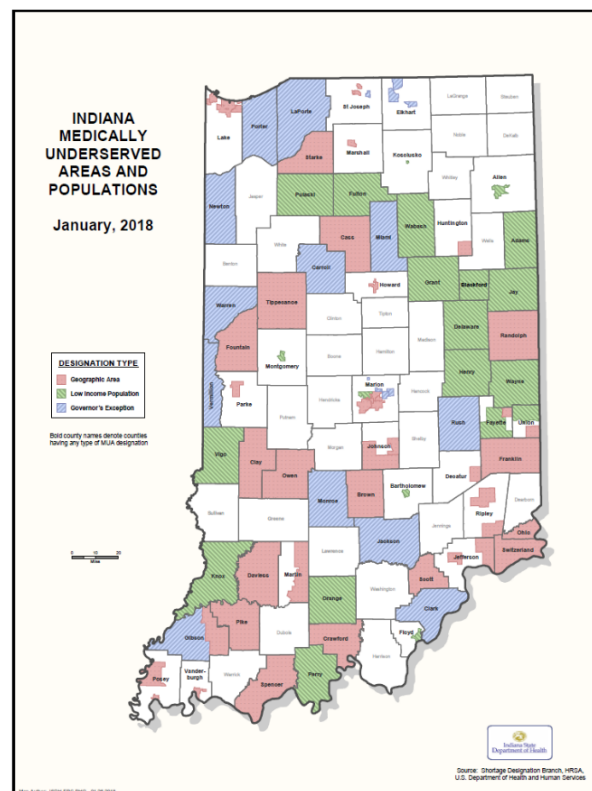 INDIANA
MEDICALLY
UNDERSERVED
AREAS AND
POPULATIONS
January, 2018
DESIGNATION TYPE
Geographic Area
Low Income Population
Governor's Exception
Bold county names denote counties
having any type of MUA designation
Lake
Porter
LaPorte
St Joseph
Elkhart
LaGrange
Steuben
Noble
DeKalb
Starke
Marshall
Kosciusko
Whitley
Allen
Newton
Jasper
Pulaski
Fulton
Wabash
Huntington
Wells
Adams
White
Cass
Miami
Benton
Carroll
Howard
Grant
Blackford
Jay
Warren
Tippecanoe
Clinton
Tipton
Madison
Delaware
Randolph
Fountain
Montgomery
Boone
Hamilton
Henry
Wayne
Vermillion
Parke
Putnam
Hendricks
Marion
Hancock
Rush
Fayette
Union
Vigo
Clay
Owen
Morgan
Johnson
Shelby
Decatur
Franklin
Sullivan
Greene
Monroe
Brown
Bartholomew
Jennings
Ripley
Dearborn
Ohio
Switzerland
Knox
Daviess
Martin
Lawrence
Jackson
Washington
Scott
Jefferson
Clark
Gibson
Pike
Dubois
Orange
Crawford
Harrison
Floyd
Posey
Vander-
burgh
Warrick
Spencer
Perry
10 0 10 20
Miles
Indiana State
Department of Health
Source: Shortage Designation Branch, HRSA,
U.S. Department of Health and Human Services